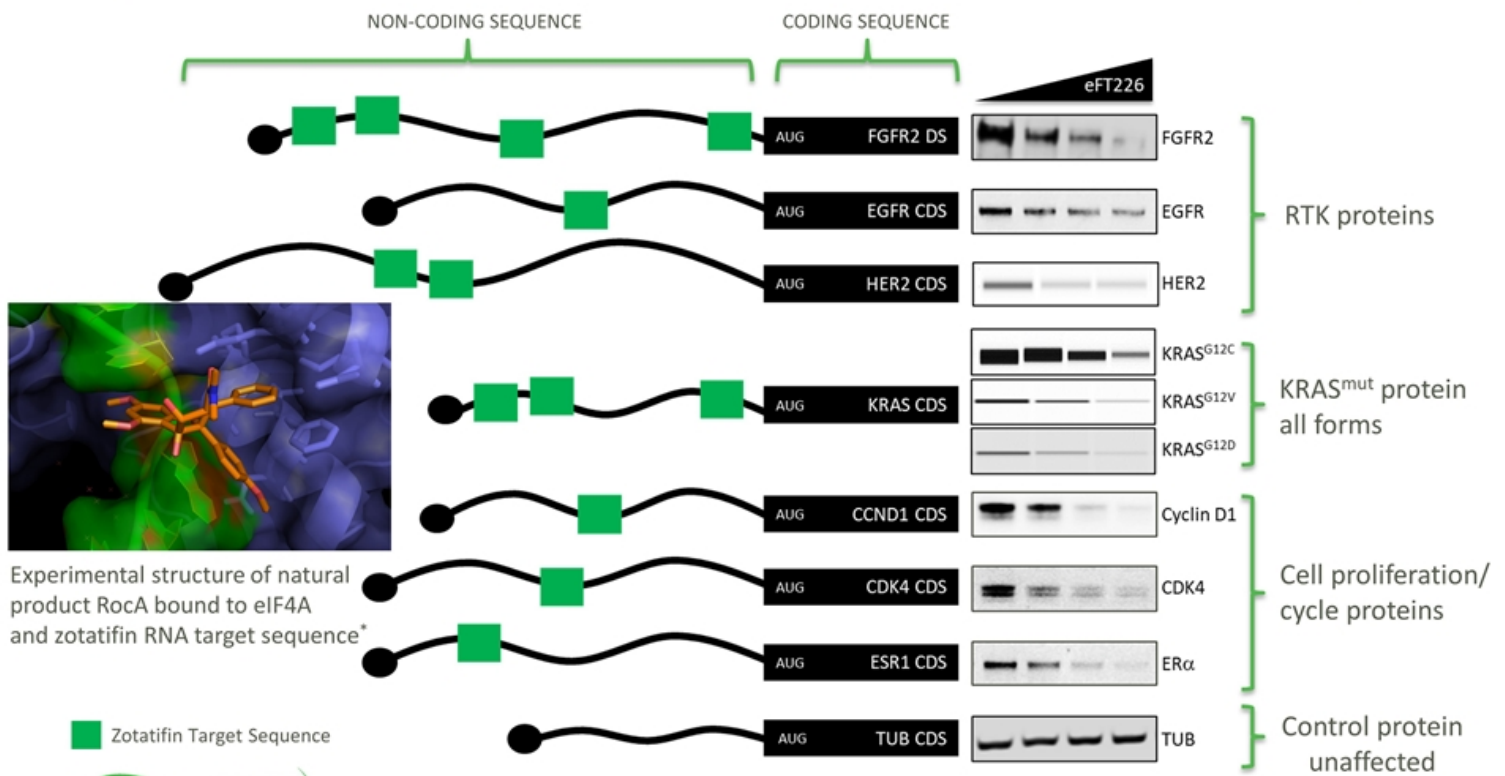 NON-CODING SEQUENCE
CODING SEQUENCE
eFT226
AUG
FGFR2 DS
FGFR2
AUG
EGFR CDS
EGFR
RTK proteins
AUG
HER2 CDS
HER2
KRASG12C
AUG
KRAS CDS
KRASG12V
KRASmut protein
all forms
KRASG12D
AUG
CCND1 CDS
Cyclin D1
Experimental structure of natural
product RocA bound to eIF4A
and zotatifin RNA target sequence*
AUG
CDK4 CDS
CDK4
Cell proliferation/
cycle proteins
AUG
ESR1 CDS
ERα
Zotatifin Target Sequence
AUG
TUB CDS
TUB
Control protein
unaffected